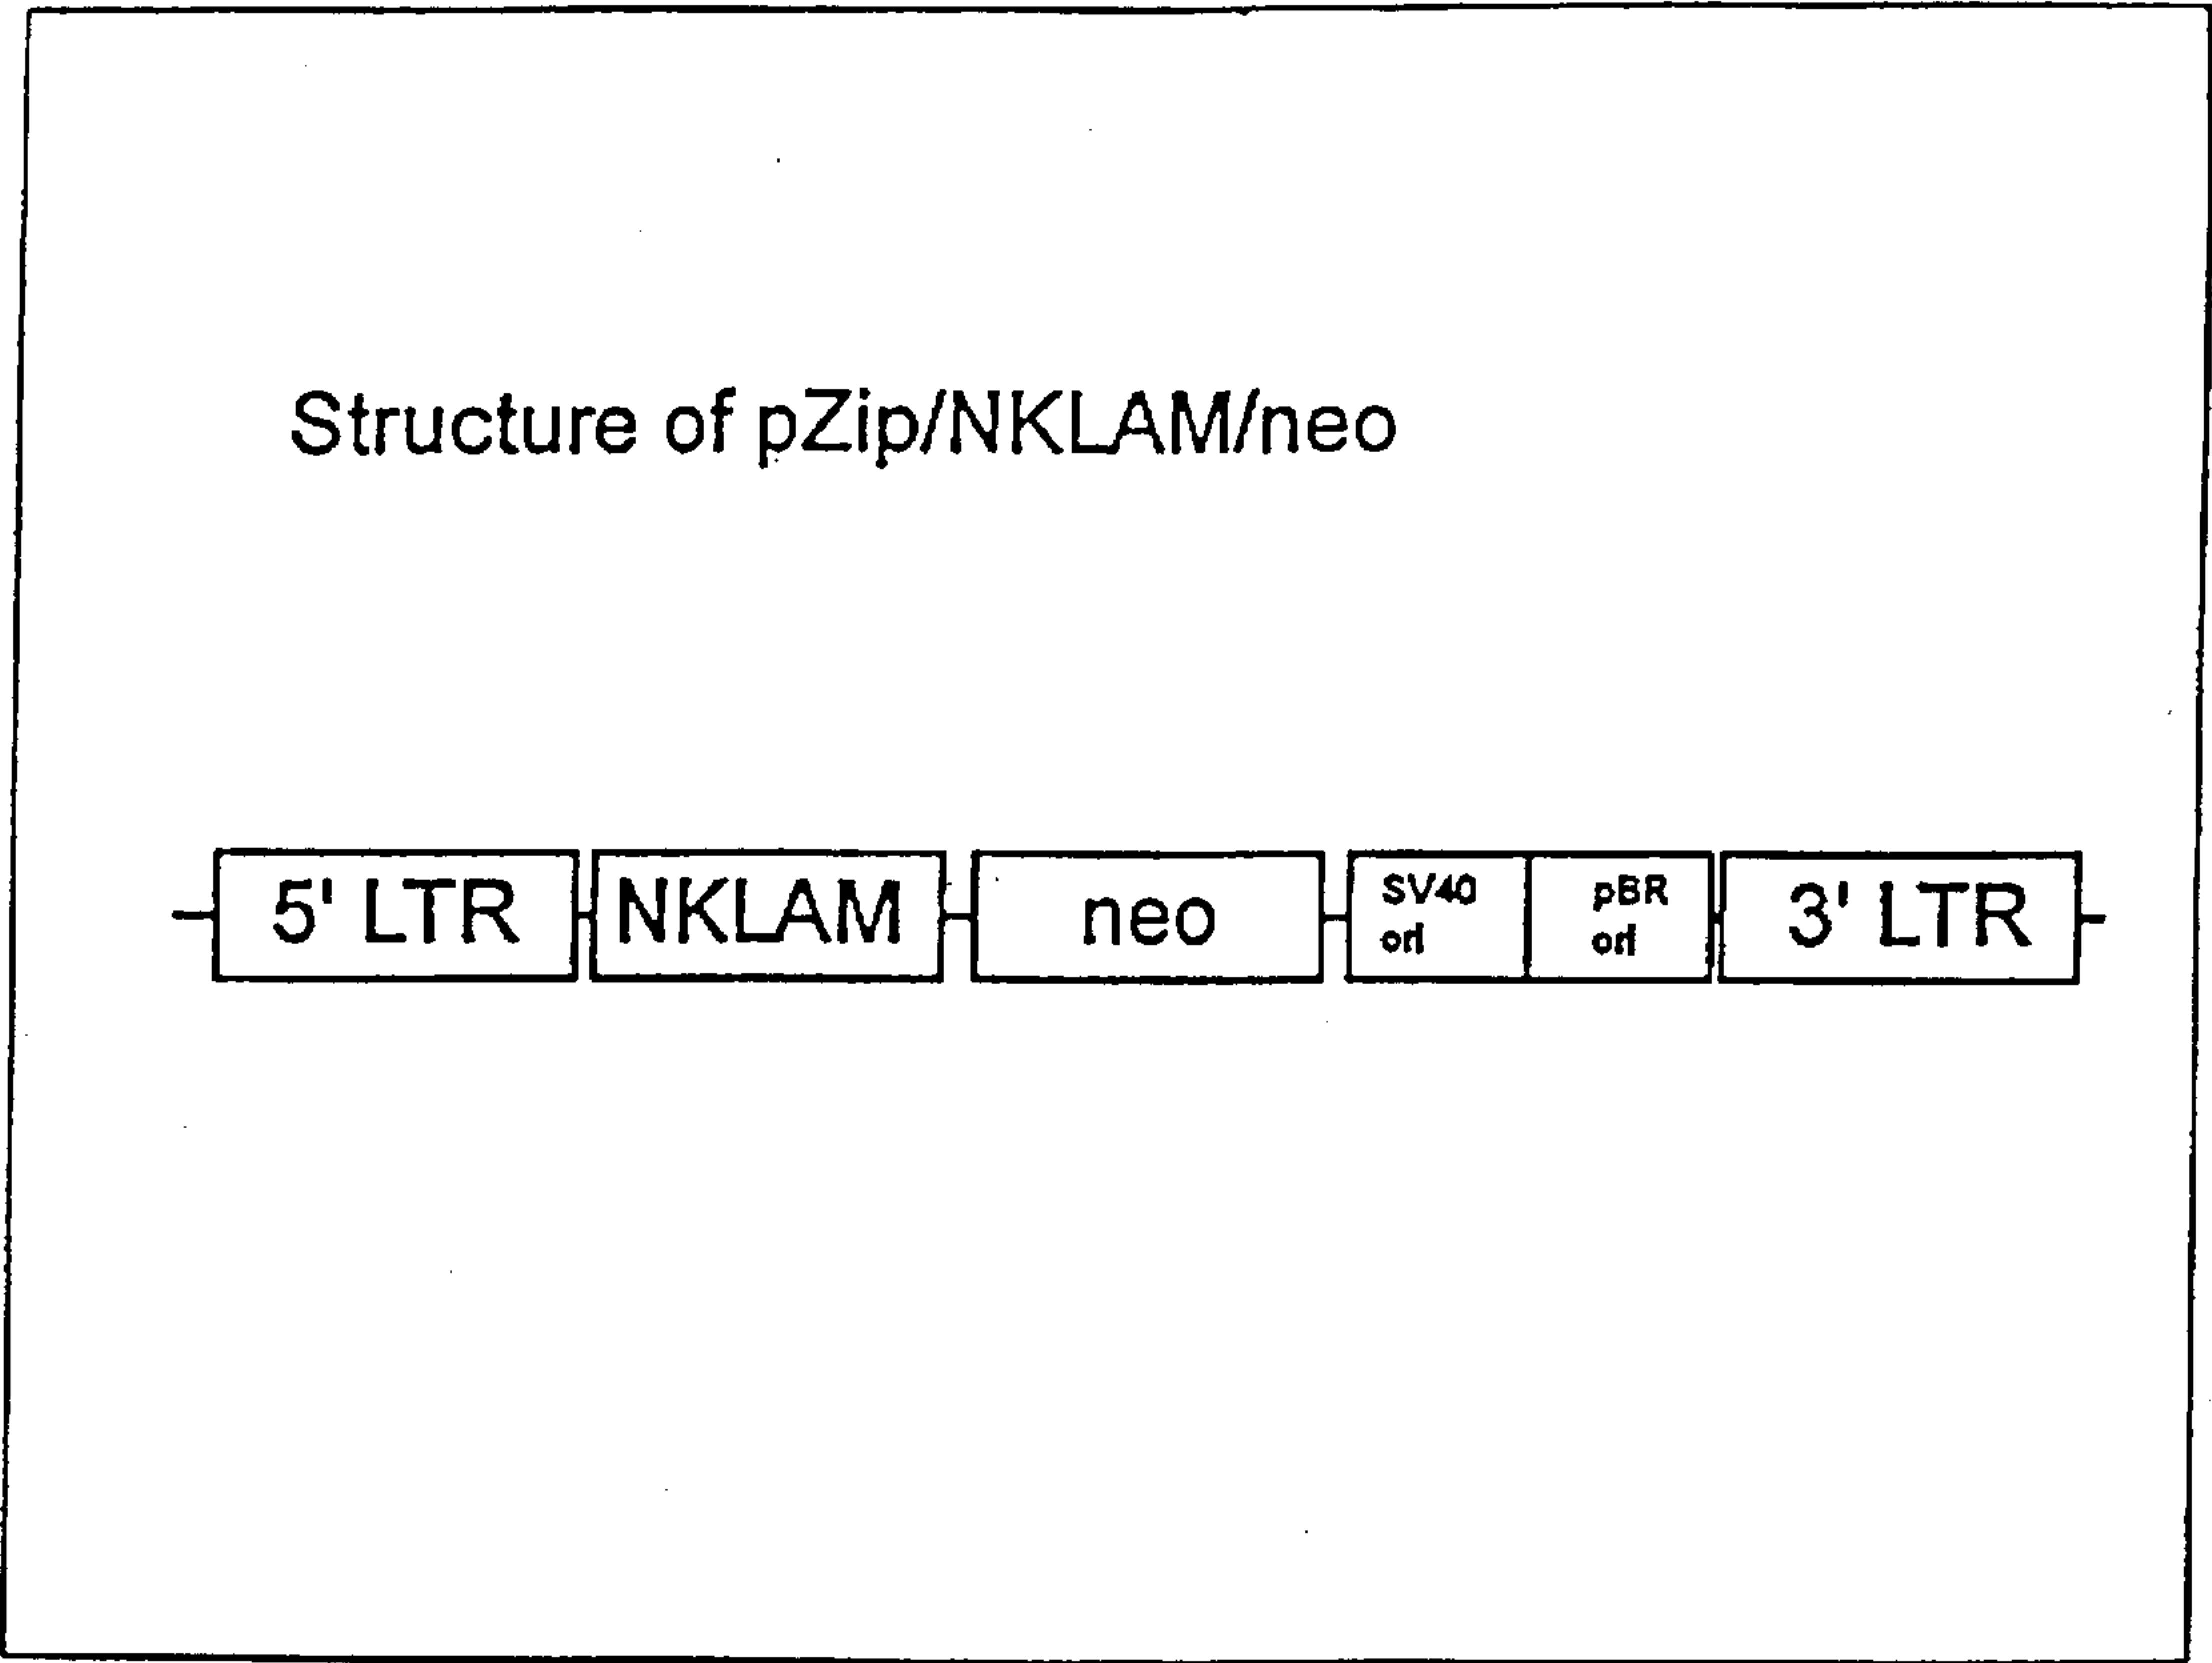 Structure of pZip/NKLAM/neo
5' LTR NKLAM neo SV40 ori pBR ori 3' LTR